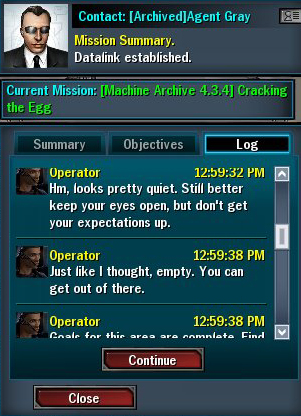 Contact: [Archived]Agent Gray
Mission Summary.
Datalink established.
Current Mission: [Machine Archive 4.3.4] Cracking
the Egg
Summary
Objectives
Log
Operator 12:59:32 PM
Hm, looks pretty quiet. Still better
keep your eyes open, but don't get
your expectations up.
Operator 12:59:38 PM
Just like I thought, empty. You can
get out of there.
Operator 12:59:38 PM
Goals for this area are complete. Find
Continue
Close